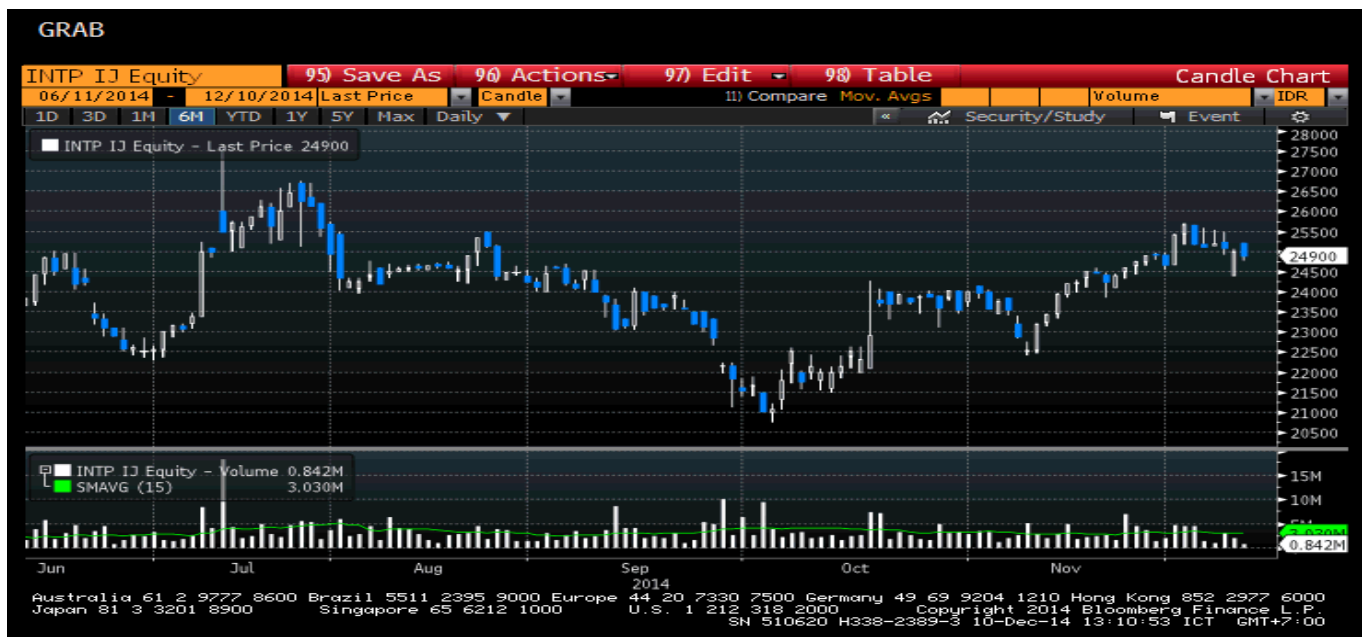 GRAB
INTP IJ Equity 95) Save As 96) Actions 97) Edit 98) Table Candle Chart
06/11/2014 - 12/10/2014 Last Price Candle 11) Compare Mov. Avgs Volume IDR
1D 3D 1M 6M YTD 1Y 5Y Max Daily ▼ « Security/Study Event
INTP IJ Equity - Last Price 24900
28000
27500
27000
26500
26000
25500
24900
24500
24000
23500
23000
22500
22000
21500
21000
20500
INTP IJ Equity - Volume 0.842M
SMAVG (15) 3.030M
15M
10M
5M
3.030M
0.842M
Jun Jul Aug Sep Oct Nov
2014
Australia 61 2 9777 8600 Brazil 5511 2395 9000 Europe 44 20 7330 7500 Germany 49 69 9204 1210 Hong Kong 852 2977 6000
Japan 81 3 3201 8900 Singapore 65 6212 1000 U.S. 1 212 318 2000 Copyright 2014 Bloomberg Finance L.P.
SN 510620 H338-2389-3 10-Dec-14 13:10:53 ICT GMT+7:00